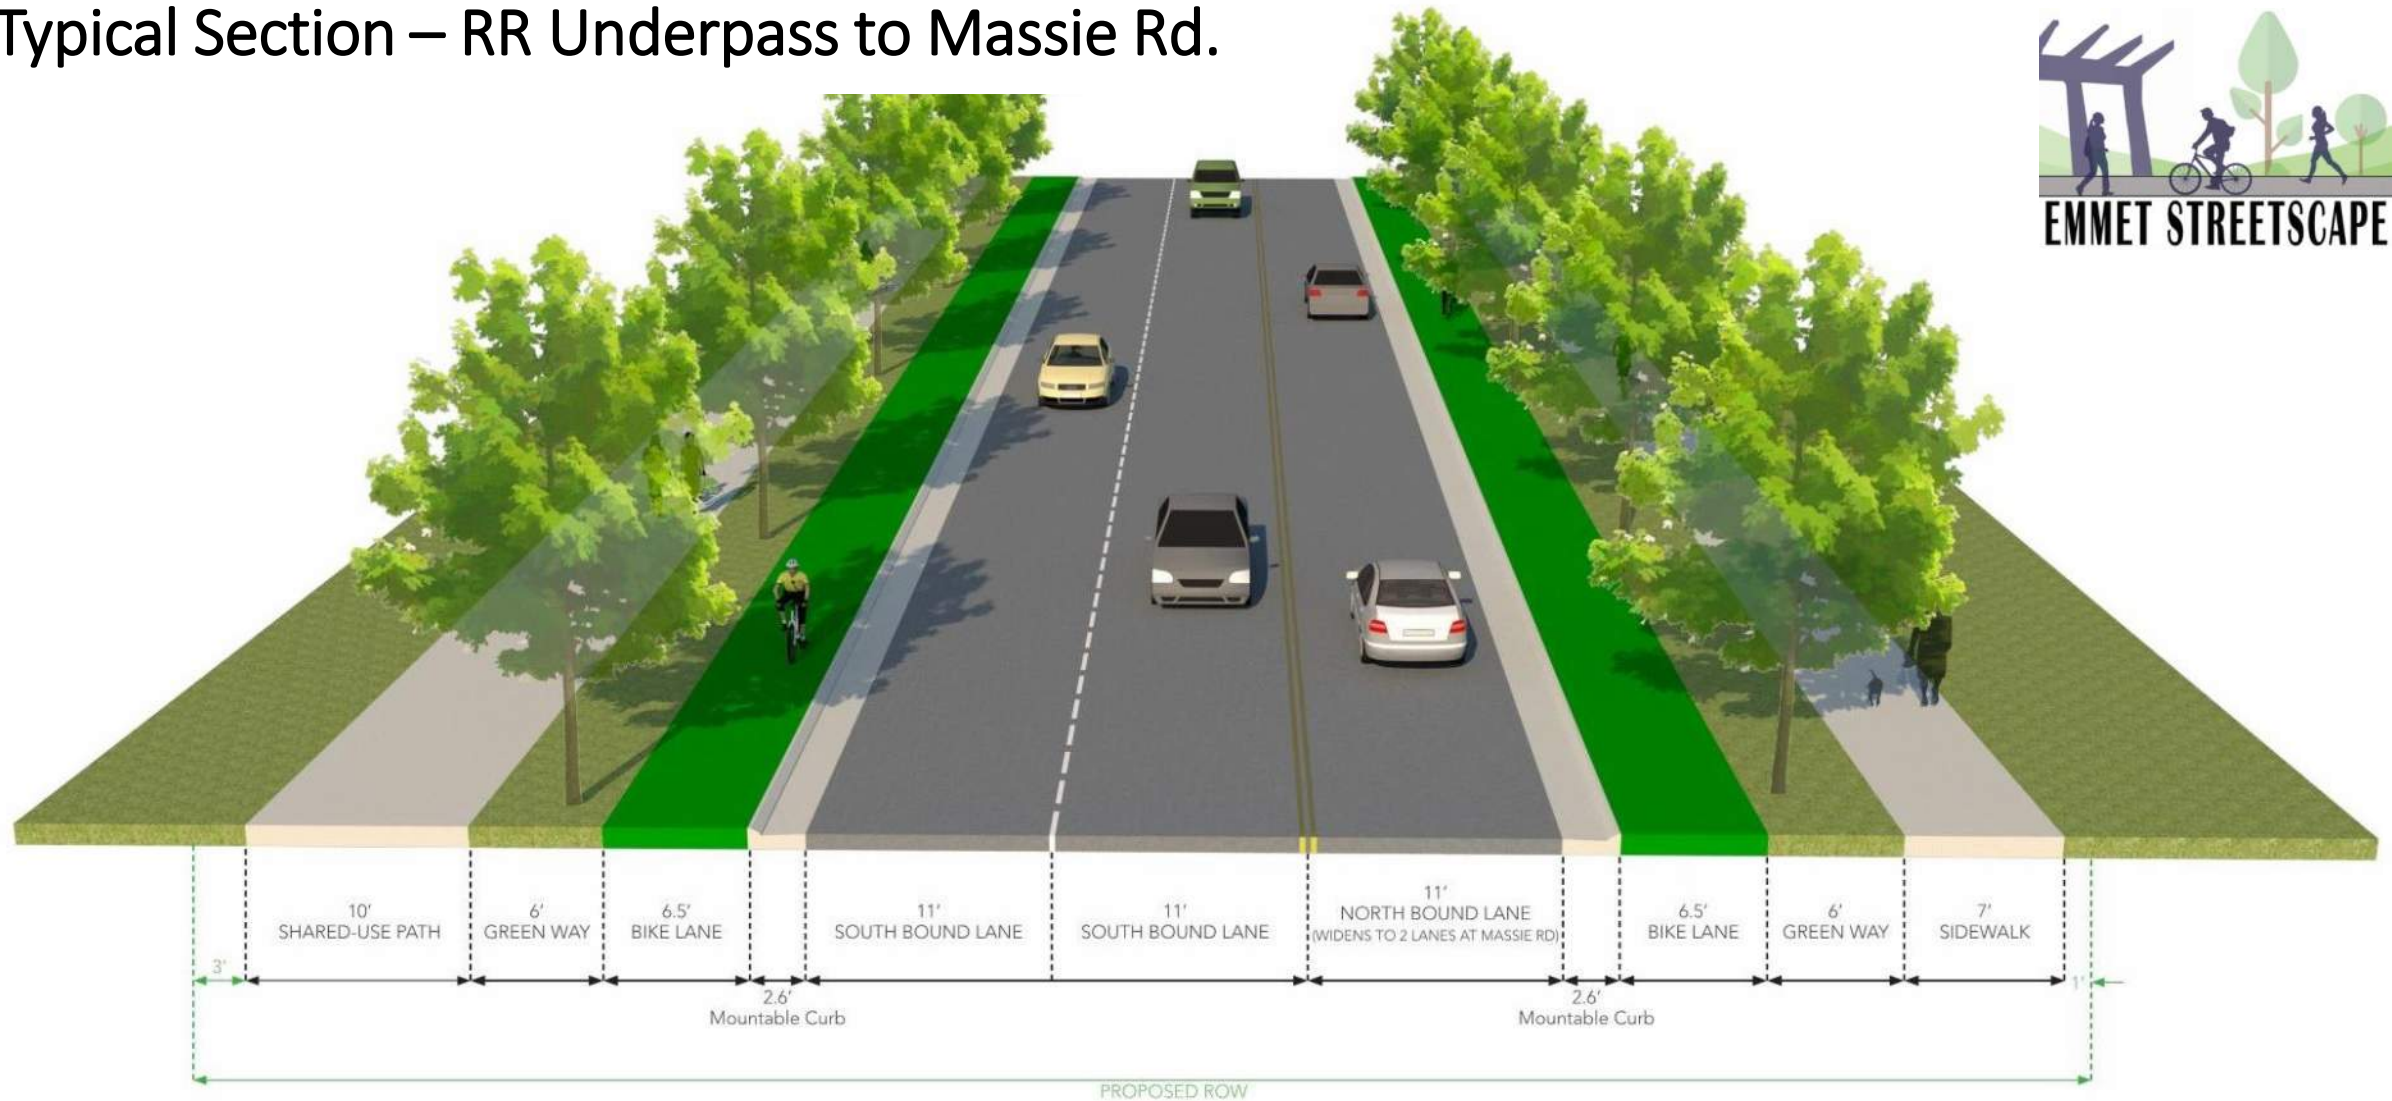 Typical Section – RR Underpass to Massie Rd.
EMMET STREETSCAPE
10'
SHARED-USE PATH
6'
GREEN WAY
6.5'
BIKE LANE
11'
SOUTH BOUND LANE
11'
SOUTH BOUND LANE
11'
NORTH BOUND LANE
(WIDENS TO 2 LANES AT MASSIE RD)
6.5'
BIKE LANE
6'
GREEN WAY
7'
SIDEWALK
3'
2.6'
Mountable Curb
2.6'
Mountable Curb
1'
PROPOSED ROW